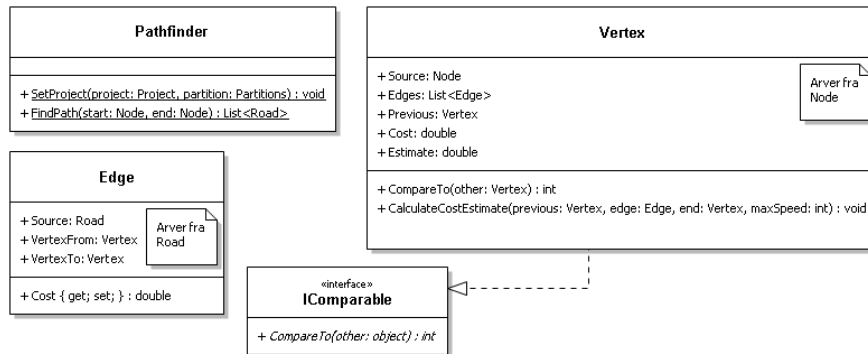 Pathfinder
+ SetProject(project: Project, partition: Partitions) : void
+ FindPath(start: Node, end: Node) : List<Road>
Vertex
+ Source: Node
+ Edges: List<Edge>
+ Previous: Vertex
+ Cost: double
+ Estimate: double
Arver fra
Node
+ CompareTo(other: Vertex) : int
+ CalculateCostEstimate(previous: Vertex, edge: Edge, end: Vertex, maxSpeed: int) : void
Edge
+ Source: Road
+ VertexFrom: Vertex
+ VertexTo: Vertex
Arver fra
Road
+ Cost { get; set; } : double
«interface»
IComparable
+ CompareTo(other: object) : int